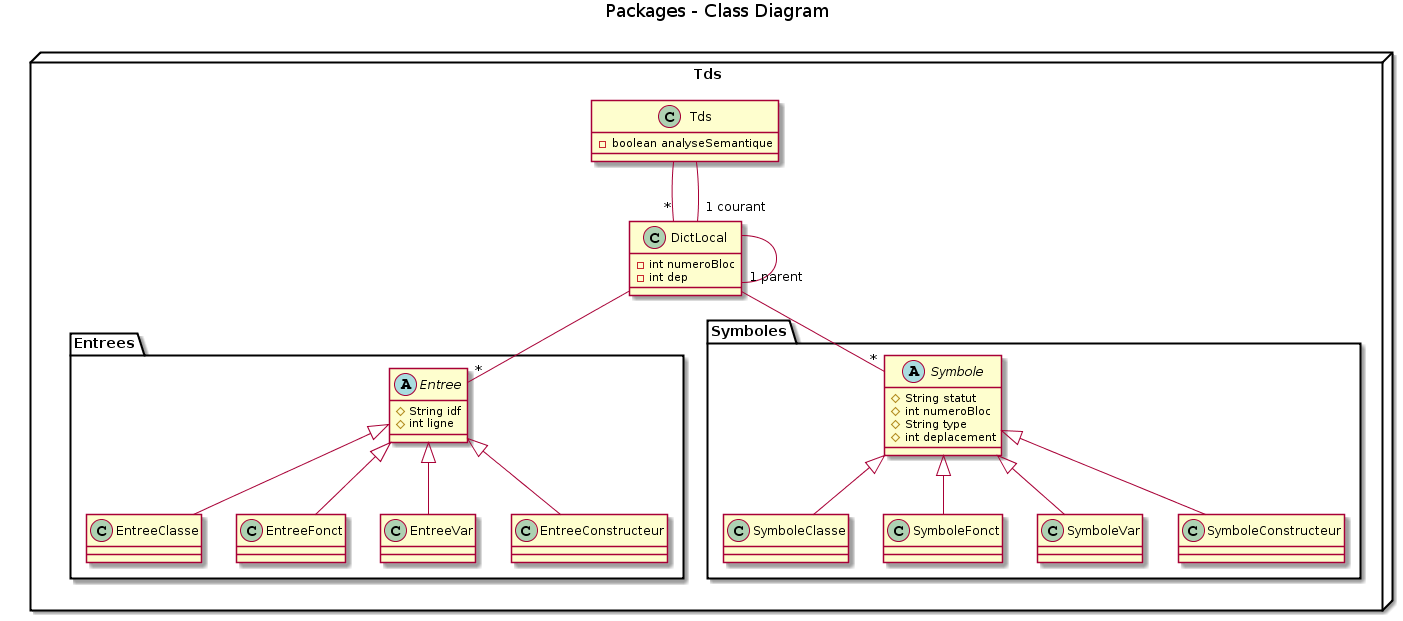 Packages - Class Diagram
Tds
C Tds
boolean analyseSemantique
*
1 courant
C DictLocal
int numeroBloc
int dep
1 parent
Entrees
*
A Entree
String idf
int ligne
C EntreeClasse
C EntreeFonct
C EntreeVar
C EntreeConstructeur
Symboles
*
A Symbole
String statut
int numeroBloc
String type
int deplacement
C SymboleClasse
C SymboleFonct
C SymboleVar
C SymboleConstructeur